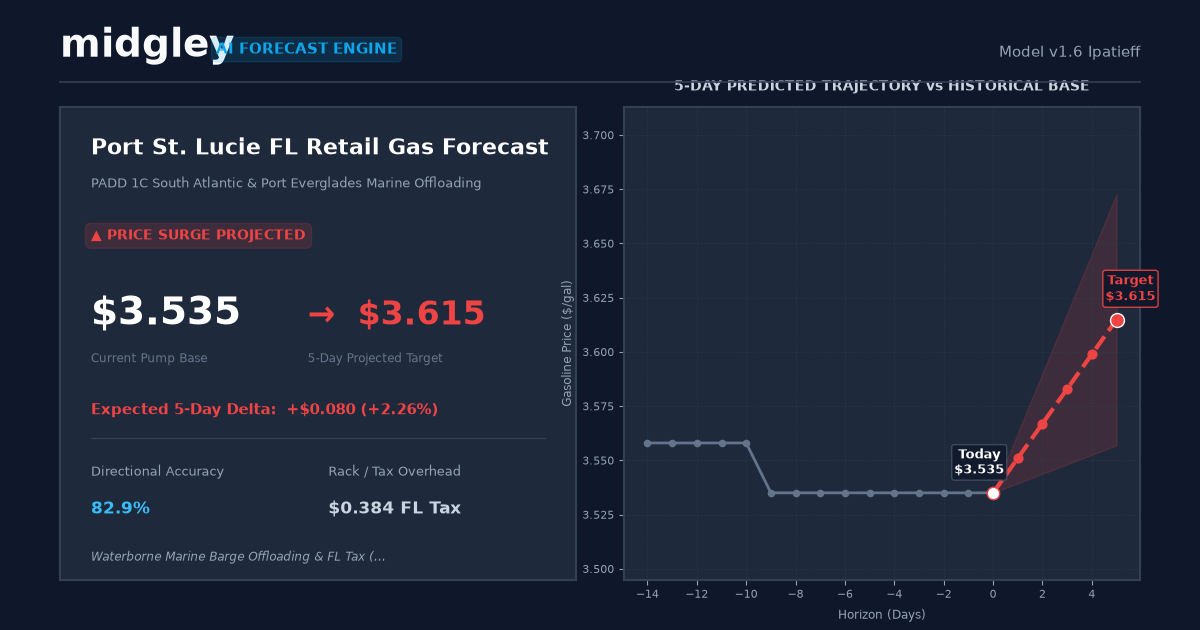 midgley
AI FORECAST ENGINE
Model v1.6 Ipatieff
Port St. Lucie FL Retail Gas Forecast
PADD 1C South Atlantic & Port Everglades Marine Offloading
▲ PRICE SURGE PROJECTED
$3.535
→ $3.615
Current Pump Base
5-Day Projected Target
Expected 5-Day Delta: +$0.080 (+2.26%)
Directional Accuracy
Rack / Tax Overhead
82.9%
$0.384 FL Tax
Waterborne Marine Barge Offloading & FL Tax (...
5-DAY PREDICTED TRAJECTORY vs HISTORICAL BASE
Gasoline Price ($/gal)
3.700
3.675
3.650
3.625
3.600
3.575
3.550
3.525
3.500
Target
$3.615
Today
$3.535
−14 −12 −10 −8 −6 −4 −2 0 2 4
Horizon (Days)